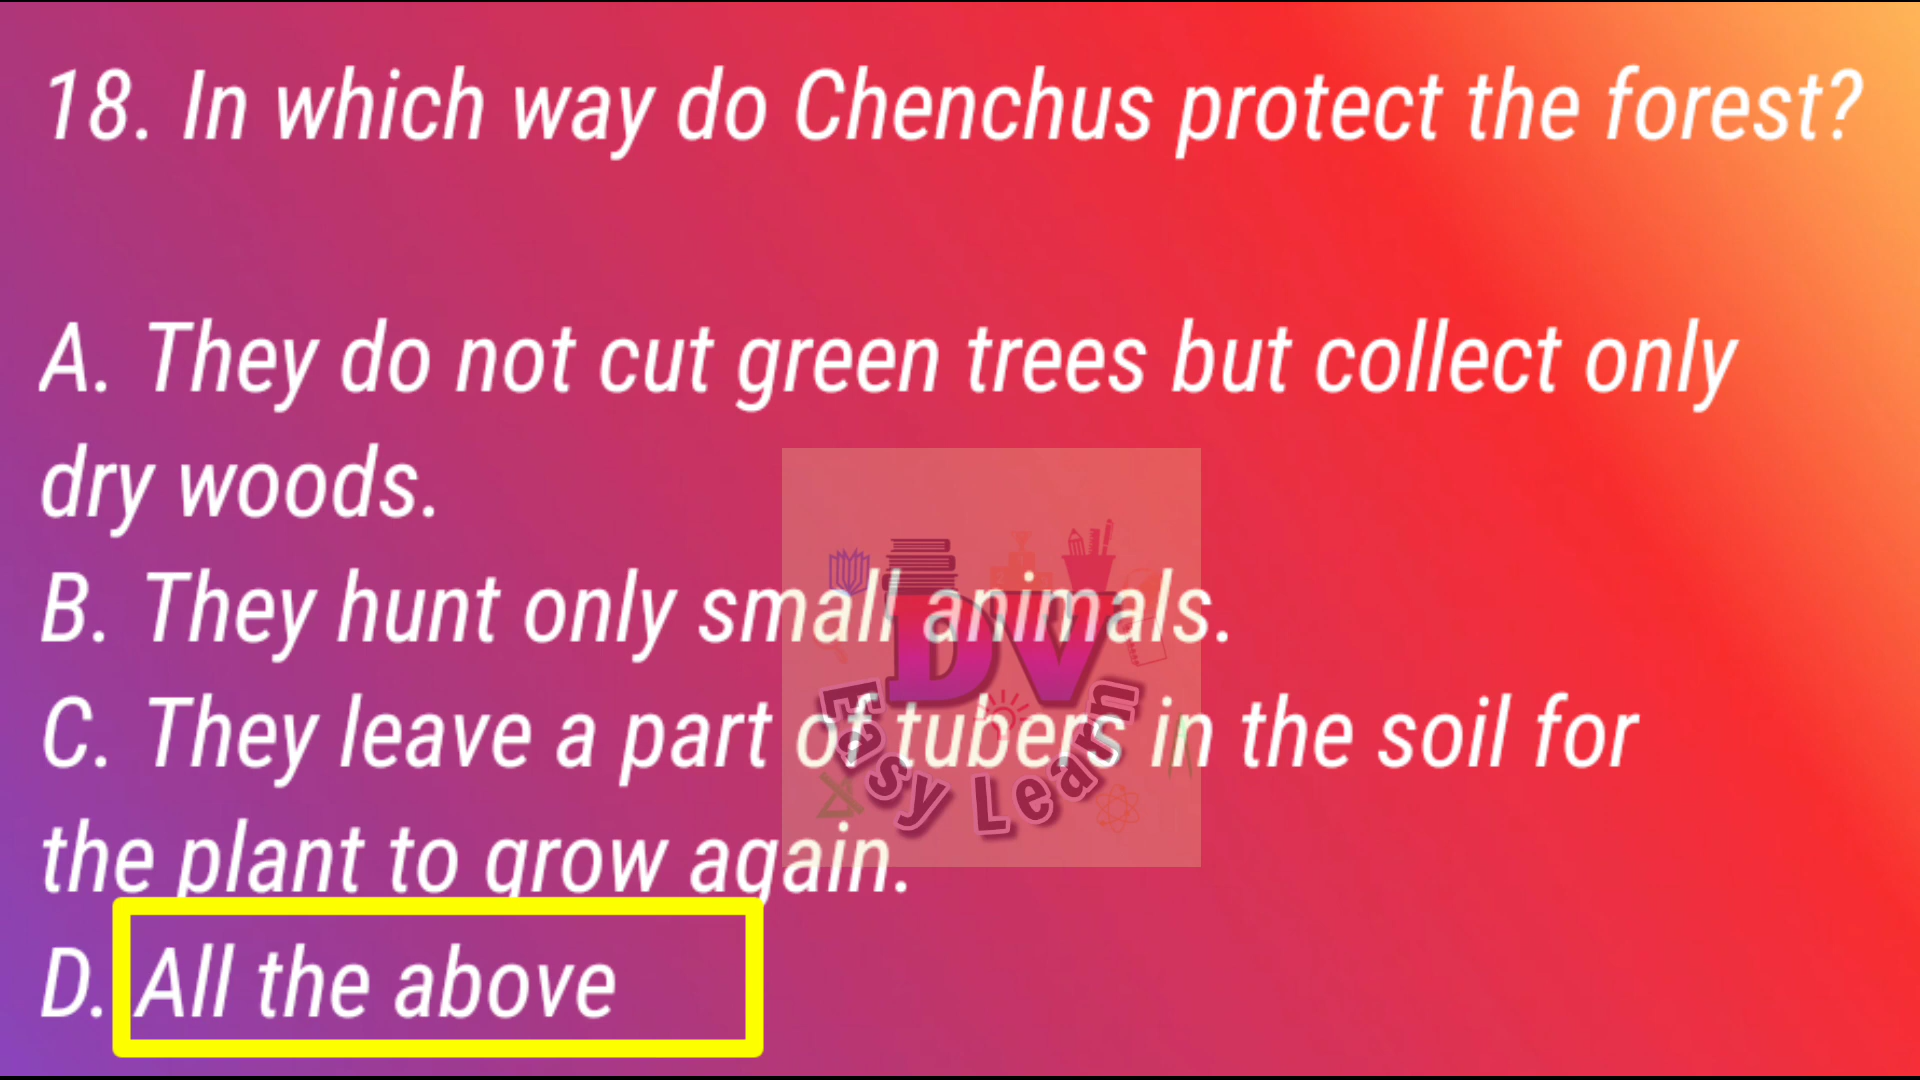 18. In which way do Chenchus protect the forest?
A. They do not cut green trees but collect only
dry woods.
B. They hunt only small animals.
C. They leave a part of tubers in the soil for
the plant to grow again.
D. All the above
DV
Easy Learn